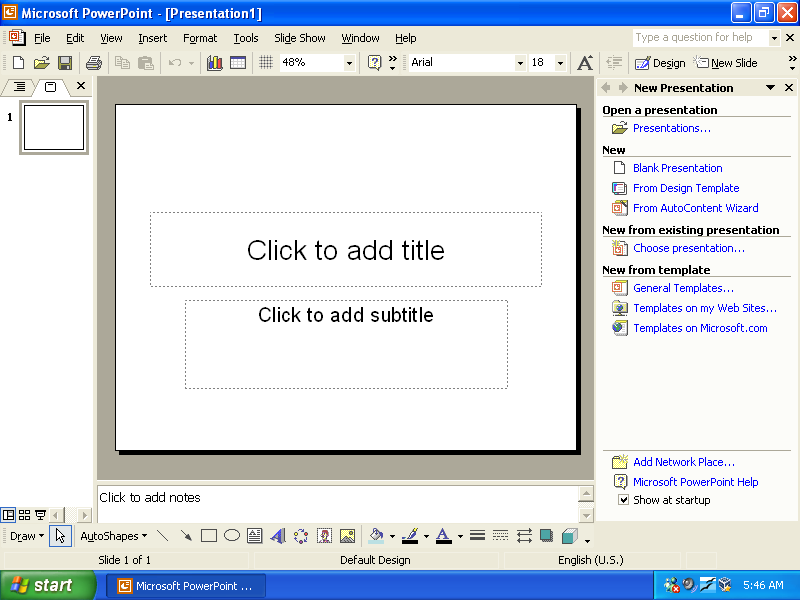 Microsoft PowerPoint - [Presentation1]
File Edit View Insert Format Tools Slide Show Window Help
Type a question for help
48%
Arial
18
Design
New Slide
New Presentation
1
Open a presentation
Presentations...
New
Blank Presentation
From Design Template
From AutoContent Wizard
New from existing presentation
Choose presentation...
New from template
General Templates...
Templates on my Web Sites...
Templates on Microsoft.com
Click to add title
Click to add subtitle
Add Network Place...
Microsoft PowerPoint Help
Show at startup
Click to add notes
Draw
AutoShapes
Slide 1 of 1
Default Design
English (U.S.)
start
Microsoft PowerPoint ...
5:46 AM